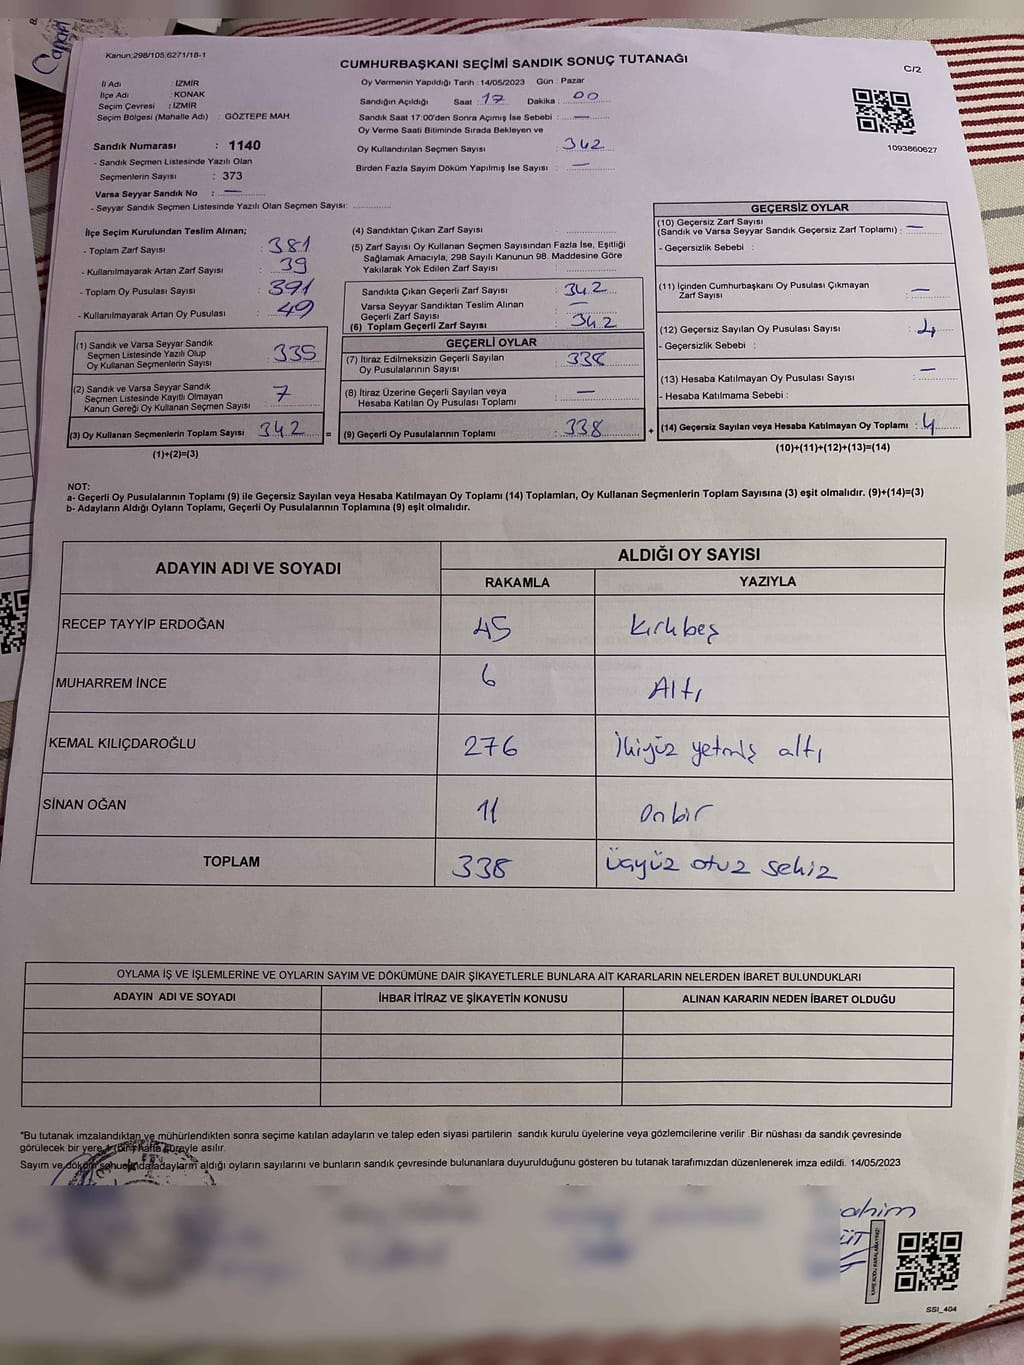 Canan
Kanun:298/105;6271/18-1
CUMHURBAŞKANI SEÇİMİ SANDIK SONUÇ TUTANAĞI
C/2
İl Adı : İZMİR
İlçe Adı : KONAK
Seçim Çevresi : İZMİR
Seçim Bölgesi (Mahalle Adı) : GÖZTEPE MAH.
Sandık Numarası : 1140
- Sandık Seçmen Listesinde Yazılı Olan
Seçmenlerin Sayısı : 373
Varsa Seyyar Sandık No : —
- Seyyar Sandık Seçmen Listesinde Yazılı Olan Seçmen Sayısı:
Oy Vermenin Yapıldığı Tarih : 14/05/2023 Gün : Pazar
Sandığın Açıldığı Saat : 17 Dakika : 00
Sandık Saat 17:00'den Sonra Açımış İse Sebebi : —
Oy Verme Saati Bitiminde Sırada Bekleyen ve
Oy Kullandırılan Seçmen Sayısı : 342
Birden Fazla Sayım Döküm Yapılmış İse Sayısı : —
1093860627
İlçe Seçim Kurulundan Teslim Alınan;
- Toplam Zarf Sayısı : 381
- Kullanılmayarak Artan Zarf Sayısı : 39
- Toplam Oy Pusulası Sayısı : 391
- Kullanılmayarak Artan Oy Pusulası : 49
(1) Sandık ve Varsa Seyyar Sandık
Seçmen Listesinde Yazılı Olup
Oy Kullanan Seçmenlerin Sayısı : 335
(2) Sandık ve Varsa Seyyar Sandık
Seçmen Listesinde Kayıtlı Olmayan
Kanun Gereği Oy Kullanan Seçmen Sayısı : 7
(3) Oy Kullanan Seçmenlerin Toplam Sayısı : 342 =
(1)+(2)=(3)
(4) Sandıktan Çıkan Zarf Sayısı :
(5) Zarf Sayısı Oy Kullanan Seçmen Sayısından Fazla İse, Eşitliği
Sağlamak Amacıyla, 298 Sayılı Kanunun 98. Maddesine Göre
Yakılarak Yok Edilen Zarf Sayısı :
Sandıkta Çıkan Geçerli Zarf Sayısı : 342
Varsa Seyyar Sandıktan Teslim Alınan
Geçerli Zarf Sayısı : —
(6) Toplam Geçerli Zarf Sayısı : 342
GEÇERLİ OYLAR
(7) İtiraz Edilmeksizin Geçerli Sayılan
Oy Pusulalarının Sayısı : 338
(8) İtiraz Üzerine Geçerli Sayılan veya
Hesaba Katılan Oy Pusulası Toplamı : —
(9) Geçerli Oy Pusulalarının Toplamı : 338 +
GEÇERSİZ OYLAR
(10) Geçersiz Zarf Sayısı
(Sandık ve Varsa Seyyar Sandık Geçersiz Zarf Toplamı) : —
- Geçersizlik Sebebi :
(11) İçinden Cumhurbaşkanı Oy Pusulası Çıkmayan
Zarf Sayısı : —
(12) Geçersiz Sayılan Oy Pusulası Sayısı : 4
- Geçersizlik Sebebi :
(13) Hesaba Katılmayan Oy Pusulası Sayısı : —
- Hesaba Katılmama Sebebi :
(14) Geçersiz Sayılan veya Hesaba Katılmayan Oy Toplamı : 4
(10)+(11)+(12)+(13)=(14)
NOT:
a- Geçerli Oy Pusulalarının Toplamı (9) ile Geçersiz Sayılan veya Hesaba Katılmayan Oy Toplamı (14) Toplamları, Oy Kullanan Seçmenlerin Toplam Sayısına (3) eşit olmalıdır. (9)+(14)=(3)
b- Adayların Aldığı Oyların Toplamı, Geçerli Oy Pusulalarının Toplamına (9) eşit olmalıdır.
ADAYIN ADI VE SOYADI ALDIĞI OY SAYISI
RAKAMLA YAZIYLA
RECEP TAYYİP ERDOĞAN 45 Kırkbeş
MUHARREM İNCE 6 Altı
KEMAL KILIÇDAROĞLU 276 İkiyüz yetmiş altı
SİNAN OĞAN 11 Onbir
TOPLAM 338 üçyüz otuz sekiz
OYLAMA İŞ VE İŞLEMLERİNE VE OYLARIN SAYIM VE DÖKÜMÜNE DAİR ŞİKAYETLERLE BUNLARA AİT KARARLARIN NELERDEN İBARET BULUNDUKLARI
ADAYIN ADI VE SOYADI İHBAR İTİRAZ VE ŞİKAYETİN KONUSU ALINAN KARARIN NEDEN İBARET OLDUĞU
*Bu tutanak imzalandıktan ve mühürlendikten sonra seçime katılan adayların ve talep eden siyasi partilerin sandık kurulu üyelerine veya gözlemcilerine verilir .Bir nüshası da sandık çevresinde
görülecek bir yere 1 (Bir) hafta süreyle asılır.
Sayım ve döküm sonusunda adayların aldığı oyların sayılarını ve bunların sandık çevresinde bulunanlara duyurulduğunu gösteren bu tutanak tarafımızdan düzenlenerek imza edildi. 14/05/2023
ahim
ÜT
KARE KODU KARALAMAYINIZ!
SSI_404